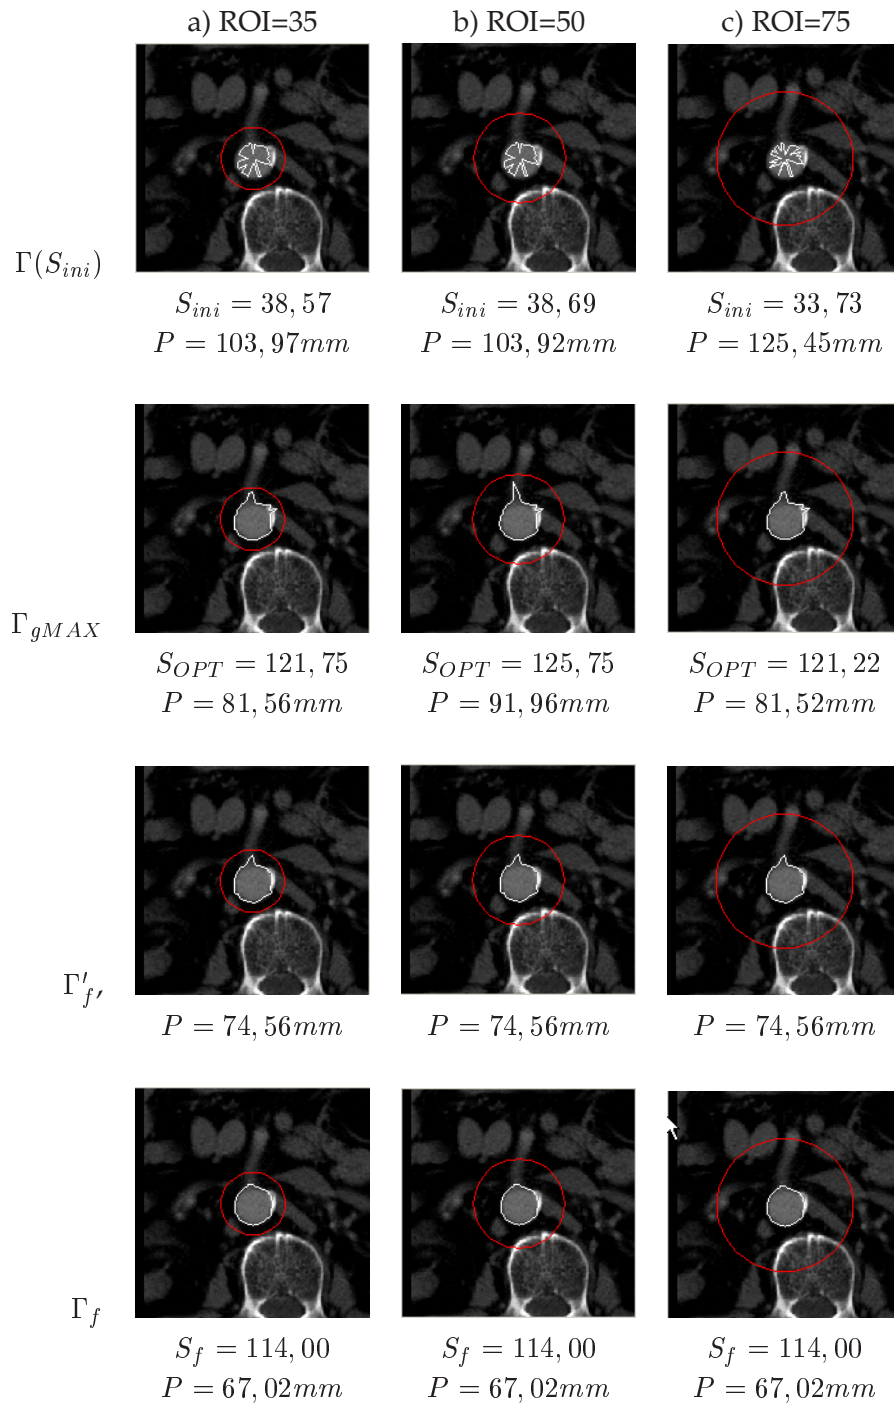 a) ROI=35 b) ROI=50 c) ROI=75
Γ(S_ini)
S_ini = 38, 57 S_ini = 38, 69 S_ini = 33, 73
P = 103, 97mm P = 103, 92mm P = 125, 45mm
Γ_gMAX
S_OPT = 121, 75 S_OPT = 125, 75 S_OPT = 121, 22
P = 81, 56mm P = 91, 96mm P = 81, 52mm
Γ′_f,
P = 74, 56mm P = 74, 56mm P = 74, 56mm
Γ_f
S_f = 114, 00 S_f = 114, 00 S_f = 114, 00
P = 67, 02mm P = 67, 02mm P = 67, 02mm